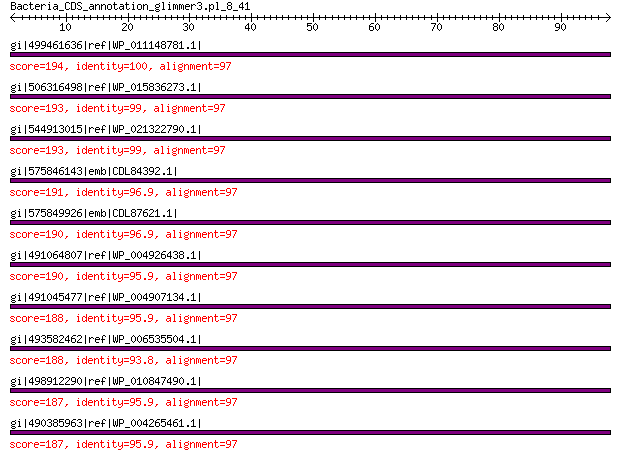 Bacteria_CDS_annotation_glimmer3.pl_8_41
10 20 30 40 50 60 70 80 90
gi|499461636|ref|WP_011148781.1|
score=194, identity=100, alignment=97
gi|506316498|ref|WP_015836273.1|
score=193, identity=99, alignment=97
gi|544913015|ref|WP_021322790.1|
score=193, identity=99, alignment=97
gi|575846143|emb|CDL84392.1|
score=191, identity=96.9, alignment=97
gi|575849926|emb|CDL87621.1|
score=190, identity=96.9, alignment=97
gi|491064807|ref|WP_004926438.1|
score=190, identity=95.9, alignment=97
gi|491045477|ref|WP_004907134.1|
score=188, identity=95.9, alignment=97
gi|493582462|ref|WP_006535504.1|
score=188, identity=93.8, alignment=97
gi|498912290|ref|WP_010847490.1|
score=187, identity=95.9, alignment=97
gi|490385963|ref|WP_004265461.1|
score=187, identity=95.9, alignment=97